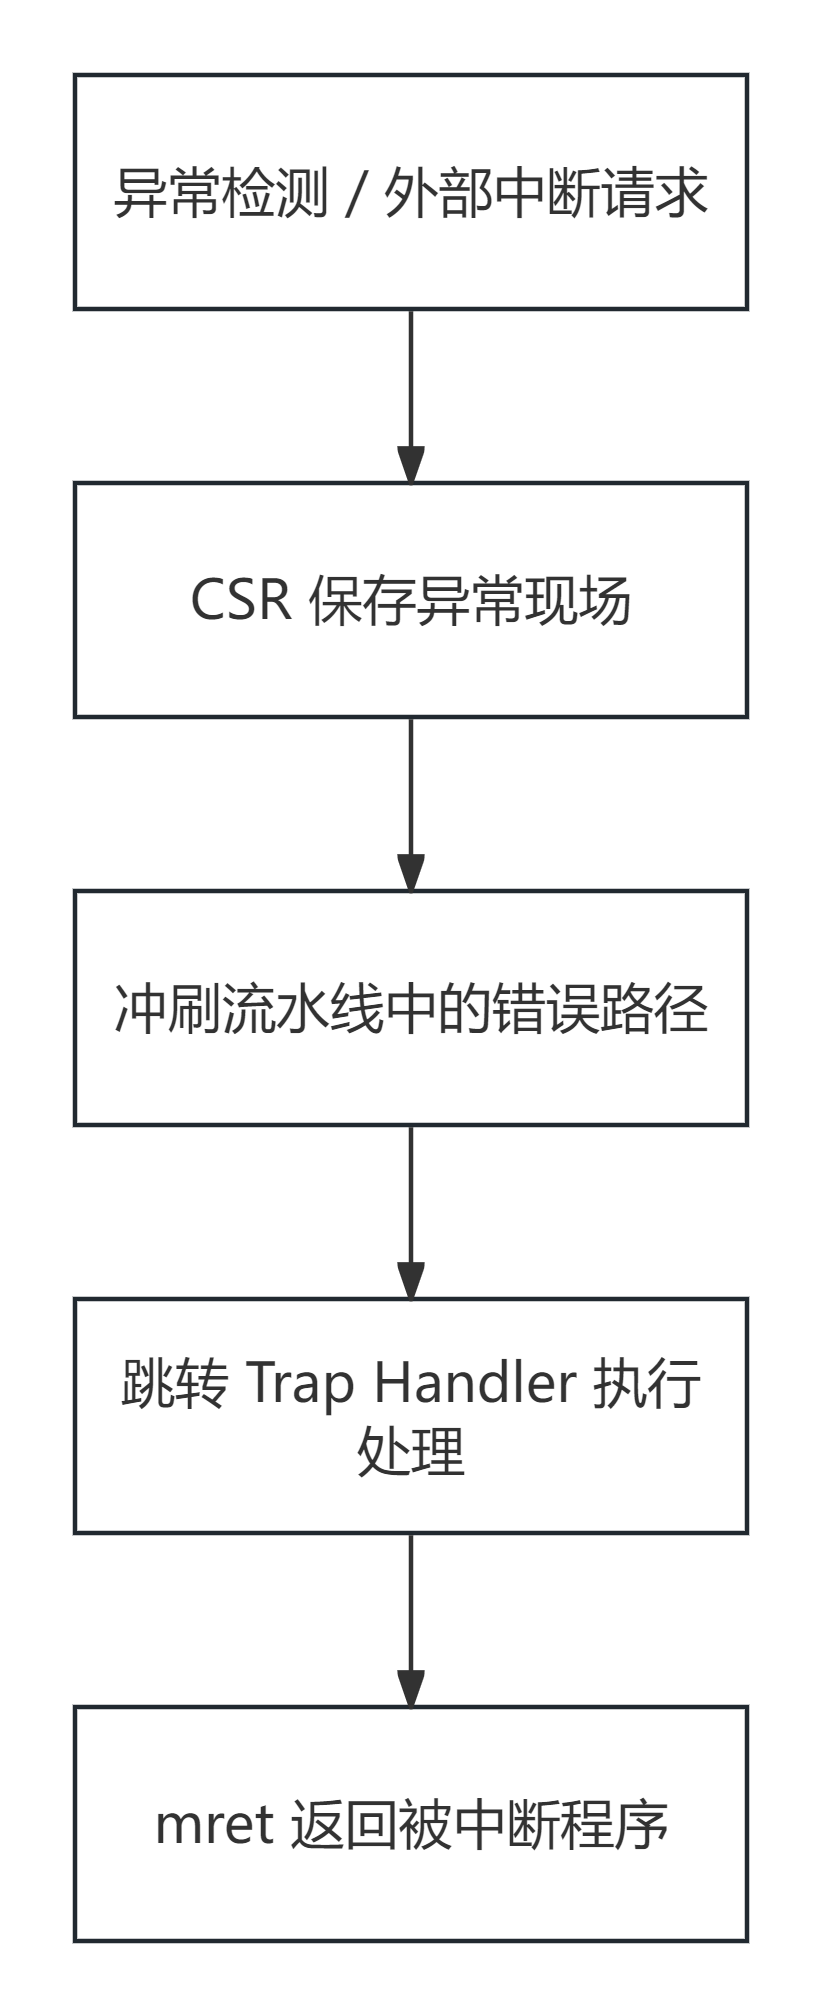 异常检测 / 外部中断请求
CSR 保存异常现场
冲刷流水线中的错误路径
跳转 Trap Handler 执行
处理
mret 返回被中断程序